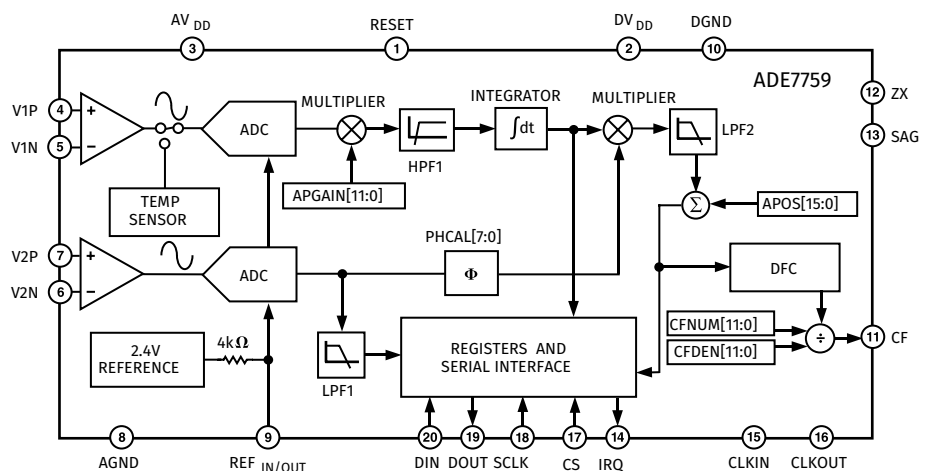 AV DD
RESET
DV DD
DGND
3
1
2
10
ADE7759
V1P 4
+
V1N 5
−
ADC
MULTIPLIER
HPF1
INTEGRATOR
∫dt
MULTIPLIER
LPF2
12 ZX
13 SAG
TEMP
SENSOR
APGAIN[11:0]
Σ
APOS[15:0]
V2P 7
+
V2N 6
−
ADC
PHCAL[7:0]
Φ
DFC
2.4V
REFERENCE
4kΩ
LPF1
REGISTERS AND
SERIAL INTERFACE
CFNUM[11:0]
CFDEN[11:0]
÷
11 CF
8
9
20
19
18
17
14
15
16
AGND
REF IN/OUT
DIN
DOUT
SCLK
CS
IRQ
CLKIN
CLKOUT